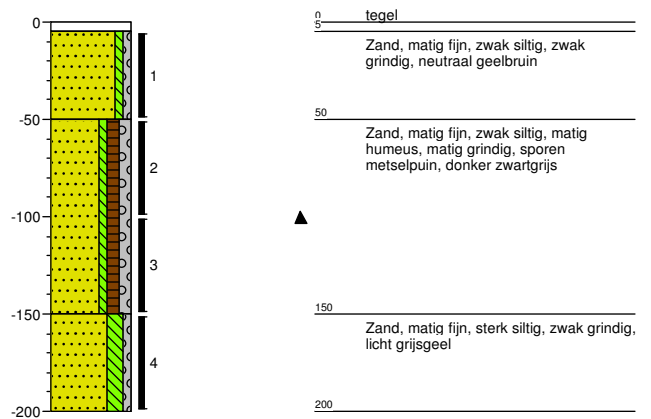 0
-50
-100
-150
-200
1
2
3
4
0
tegel
5
Zand, matig fijn, zwak siltig, zwak
grindig, neutraal geelbruin
50
Zand, matig fijn, zwak siltig, matig
humeus, matig grindig, sporen
metselpuin, donker zwartgrijs
150
Zand, matig fijn, sterk siltig, zwak grindig,
licht grijsgeel
200